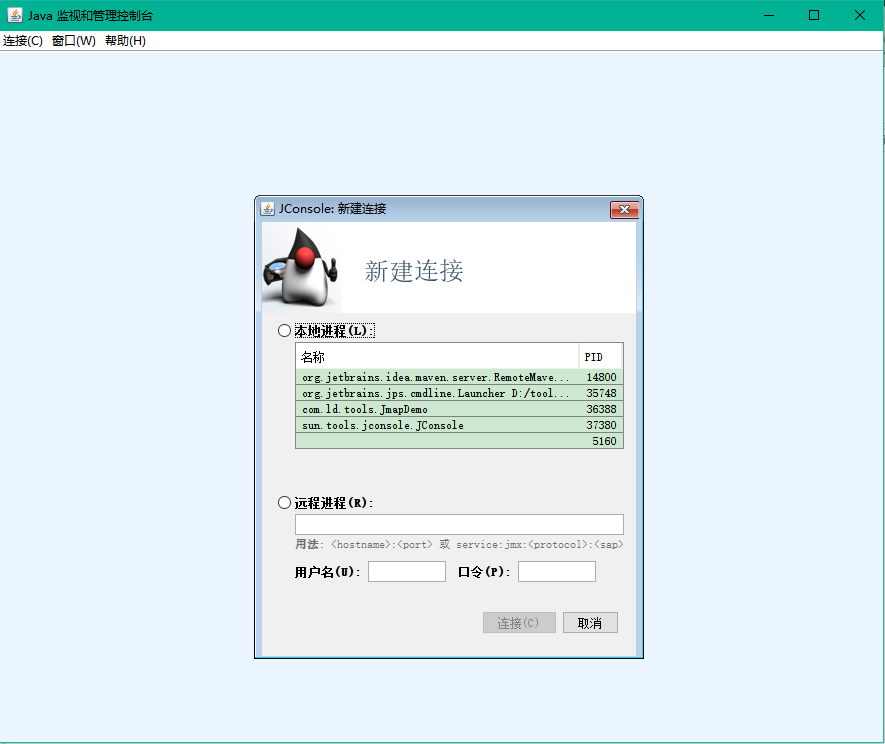 Java 监视和管理控制台
连接(C) 窗口(W) 帮助(H)
JConsole: 新建连接
新建连接
本地进程(L):
名称 PID
org.jetbrains.idea.maven.server.RemoteMave... 14800
org.jetbrains.jps.cmdline.Launcher D:/tool... 35748
com.ld.tools.JmapDemo 36388
sun.tools.jconsole.JConsole 37380
5160
远程进程(R):
用法: <hostname>:<port> 或 service:jmx:<protocol>:<sap>
用户名(U): 口令(P):
连接(C) 取消